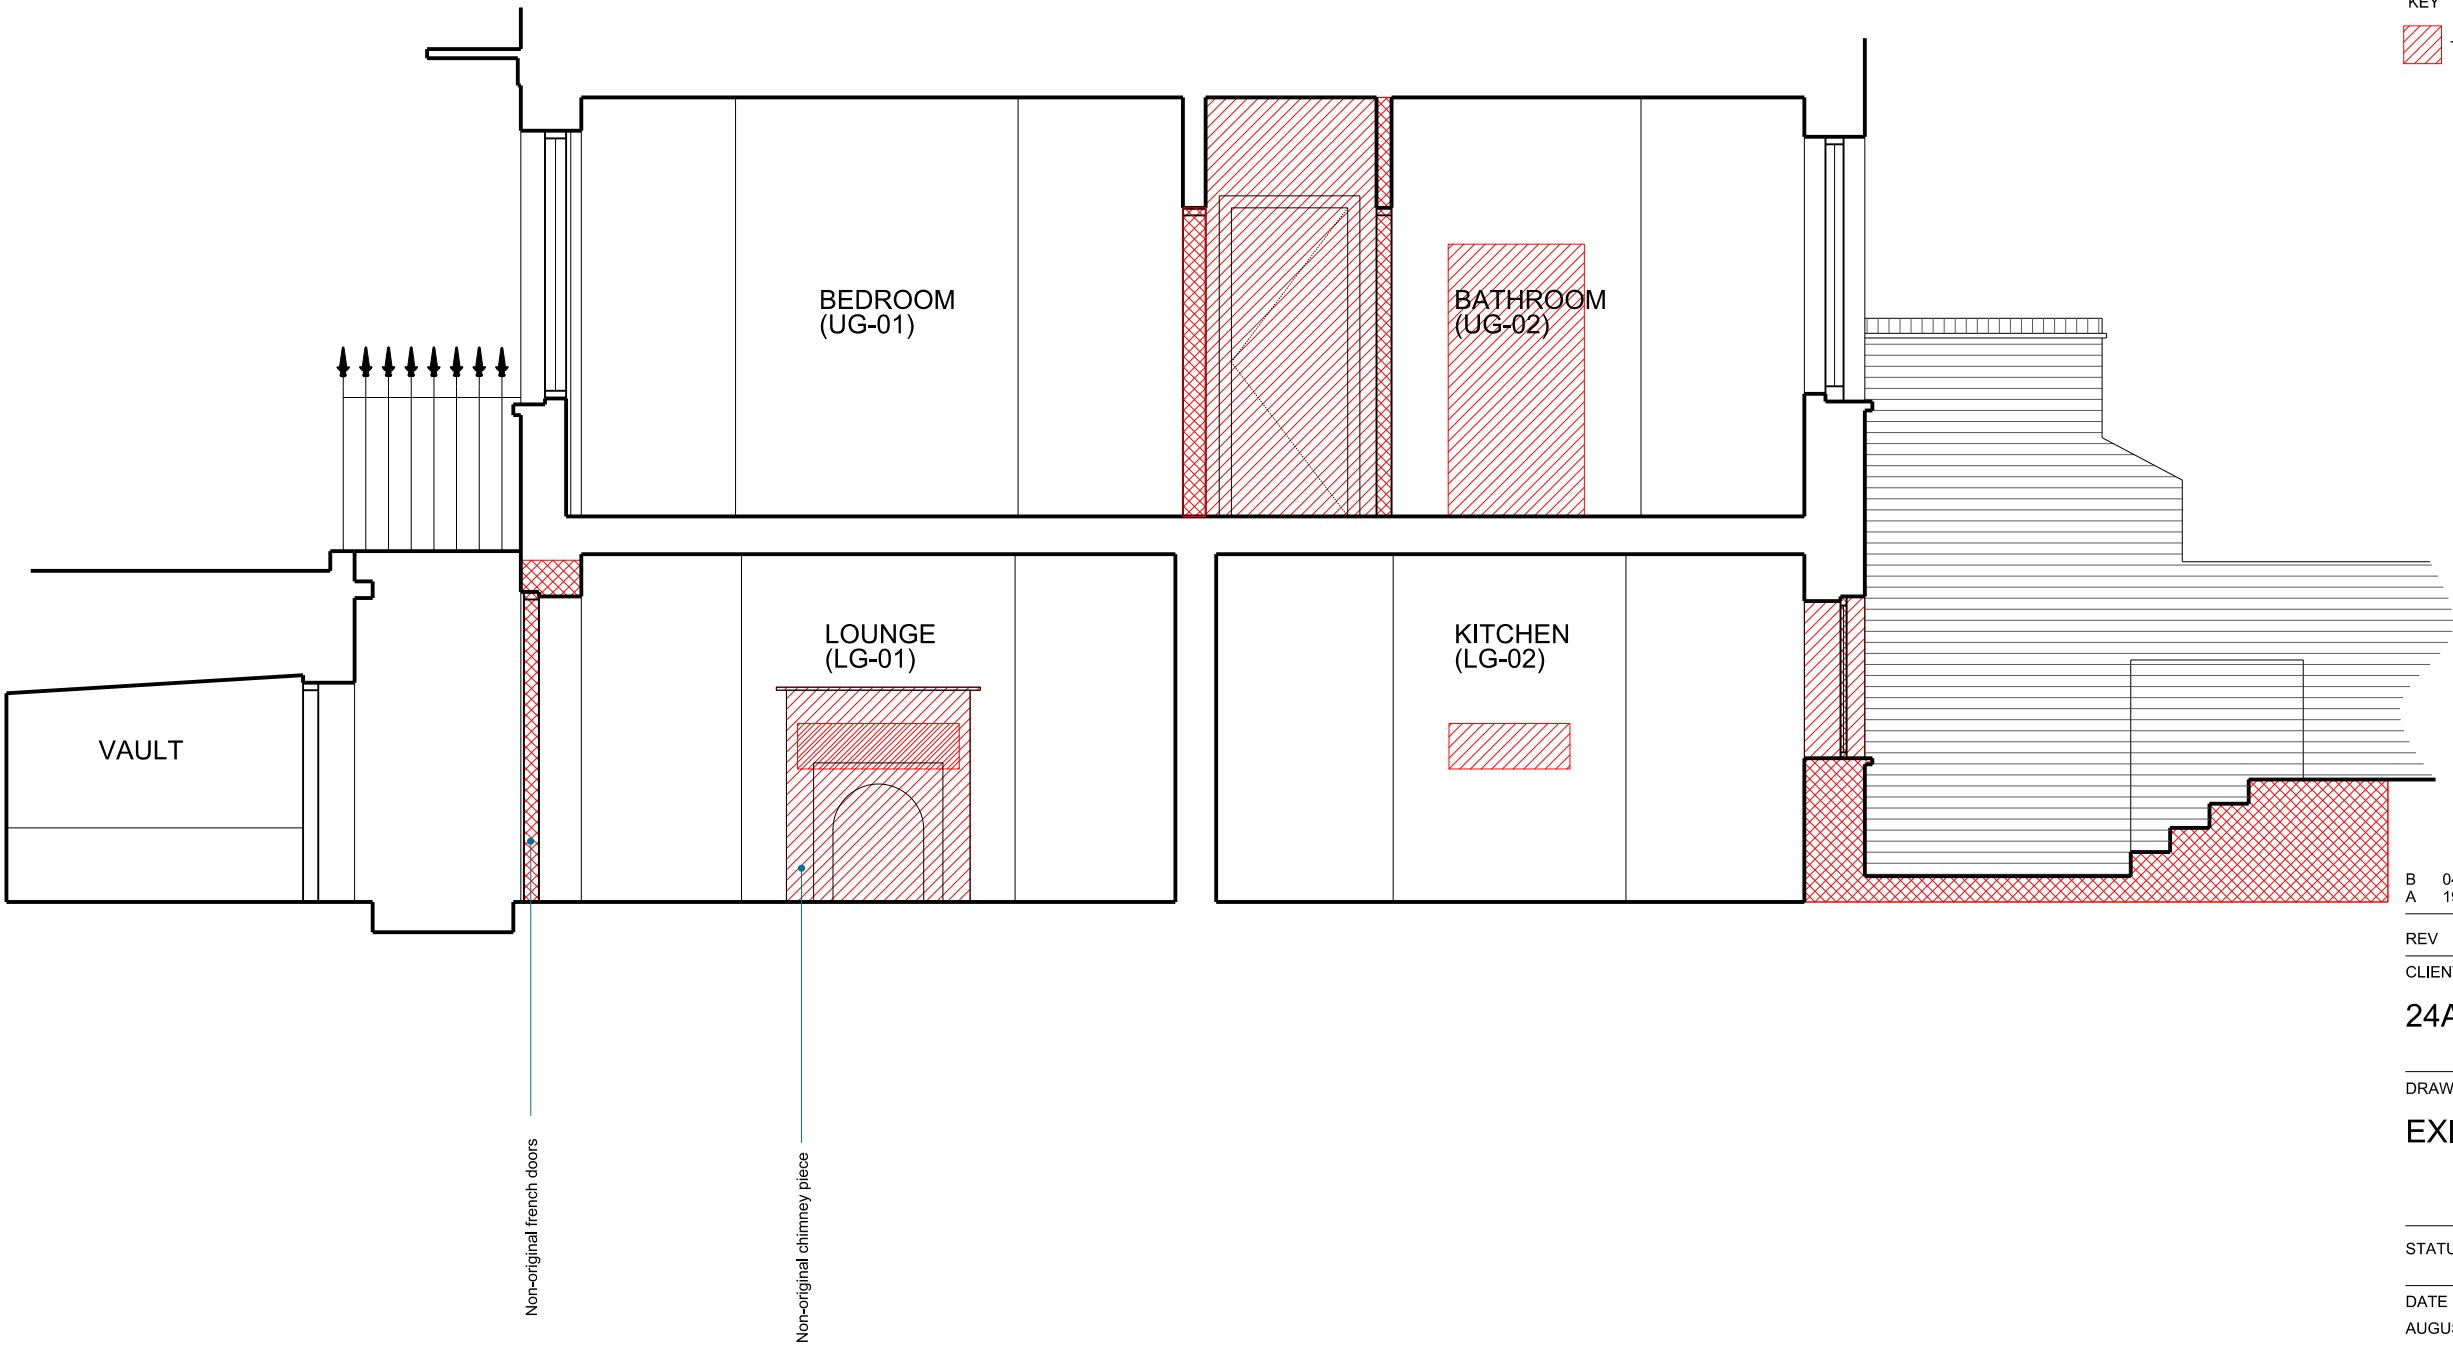 KEY
BEDROOM
(UG-01)
BATHROOM
(UG-02)
LOUNGE
(LG-01)
KITCHEN
(LG-02)
VAULT
Non-original french doors
Non-original chimney piece
B
A
REV
24A
DATE